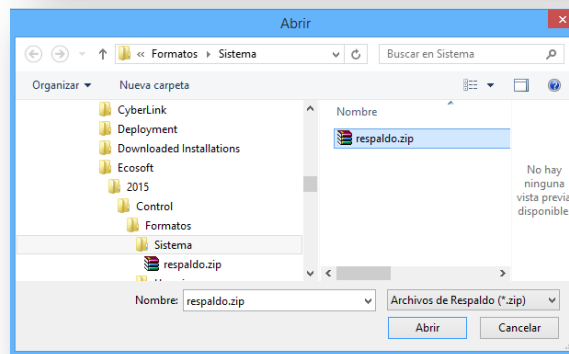 Abrir
« Formatos Sistema
Buscar en Sistema
Organizar
Nueva carpeta
CyberLink
Deployment
Downloaded Installations
Ecosoft
2015
Control
Formatos
Sistema
respaldo.zip
Nombre
respaldo.zip
No hay
ninguna
vista previa
disponible
Nombre: respaldo.zip
Archivos de Respaldo (*.zip)
Abrir
Cancelar